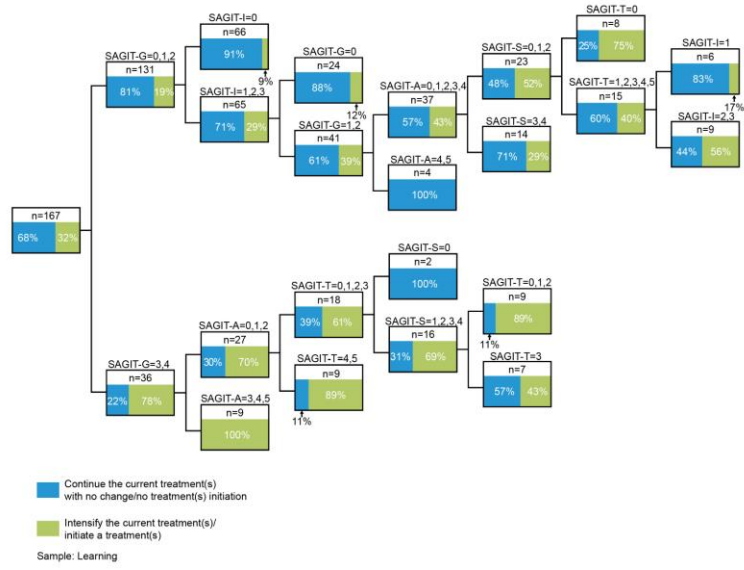 SAGIT-I=0
n=66
91%
9%
SAGIT-G=0,1,2
n=131
81% 19%
SAGIT-I=1,2,3
n=65
71% 29%
SAGIT-G=0
n=24
88%
12%
SAGIT-G=1,2
n=41
61% 39%
SAGIT-A=0,1,2,3,4
n=37
57% 43%
SAGIT-A=4,5
n=4
100%
SAGIT-S=0,1,2
n=23
48% 52%
SAGIT-S=3,4
n=14
71% 29%
SAGIT-T=0
n=8
25% 75%
SAGIT-T=1,2,3,4,5
n=15
60% 40%
SAGIT-I=1
n=6
83%
17%
SAGIT-I=2,3
n=9
44% 56%
n=167
68% 32%
SAGIT-G=3,4
n=36
22% 78%
SAGIT-A=0,1,2
n=27
30% 70%
SAGIT-A=3,4,5
n=9
100%
SAGIT-T=0,1,2,3
n=18
39% 61%
SAGIT-T=4,5
n=9
89%
11%
SAGIT-S=0
n=2
100%
SAGIT-S=1,2,3,4
n=16
31% 69%
SAGIT-T=0,1,2
n=9
89%
11%
SAGIT-T=3
n=7
57% 43%
Continue the current treatment(s)
with no change/no treatment(s) initiation
Intensify the current treatment(s)/
initiate a treatment(s)
Sample: Learning